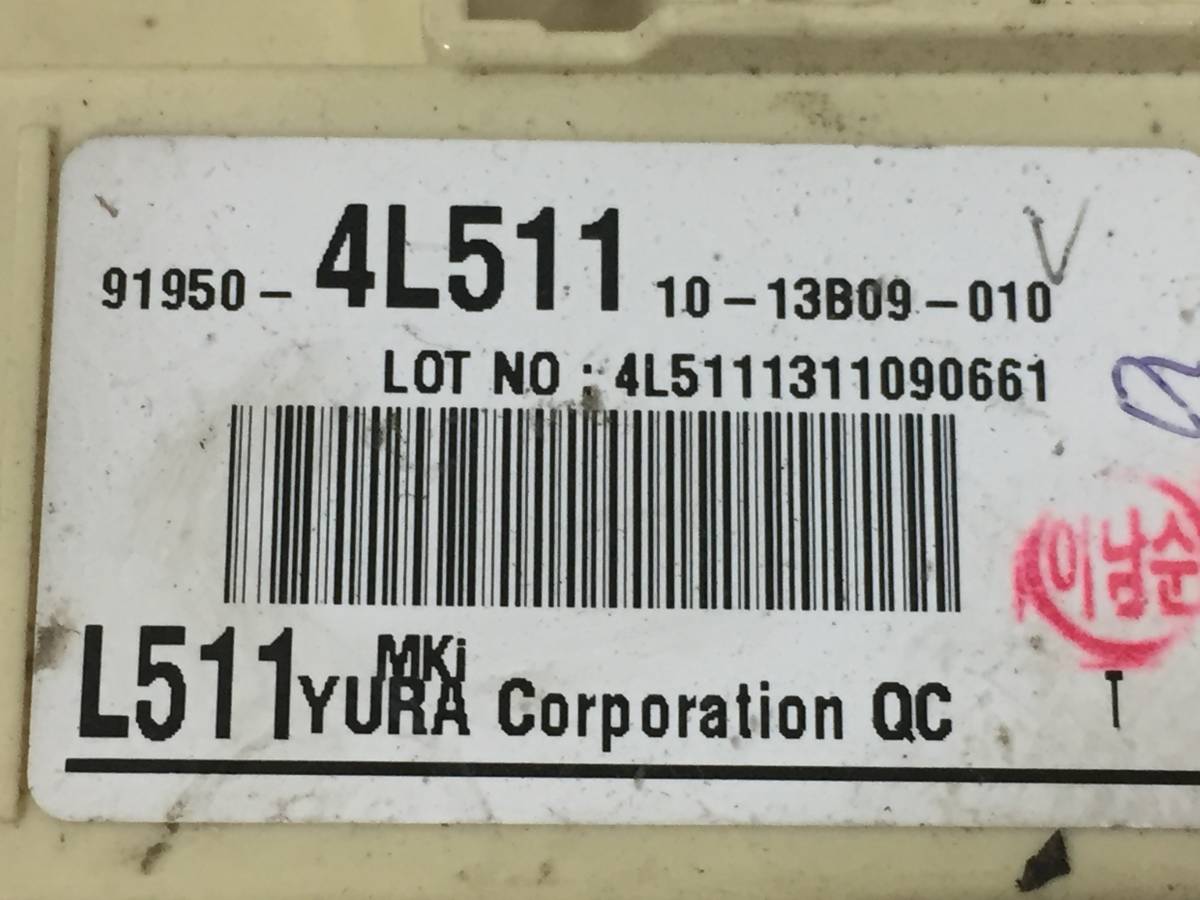 91950 - 4L511 10 - 13B09 - 010
LOT NO : 4L5111311090661
이남순
L511 MKi
YURA Corporation QC
T